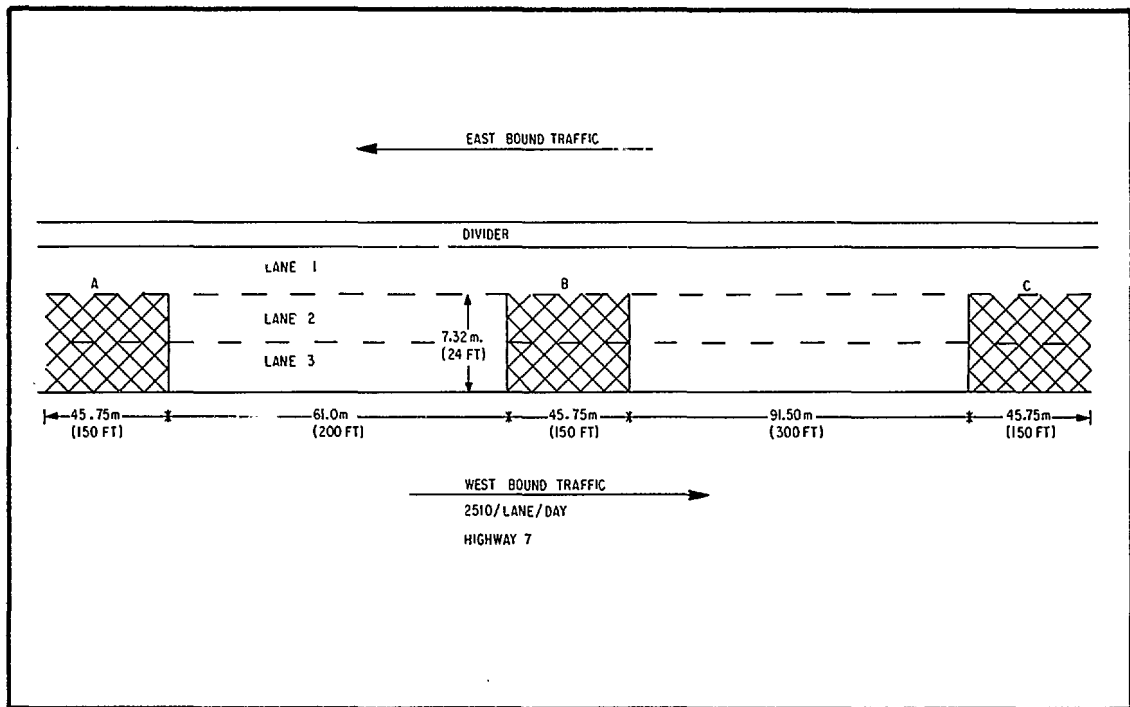 EAST BOUND TRAFFIC
DIVIDER
LANE 1
A
B
C
LANE 2
7.32 m.
(24 FT)
LANE 3
45.75m
(150 FT)
61.0m
(200 FT)
45.75m
(150 FT)
91.50m
(300 FT)
45.75m
(150 FT)
WEST BOUND TRAFFIC
2510/LANE/DAY
HIGHWAY 7